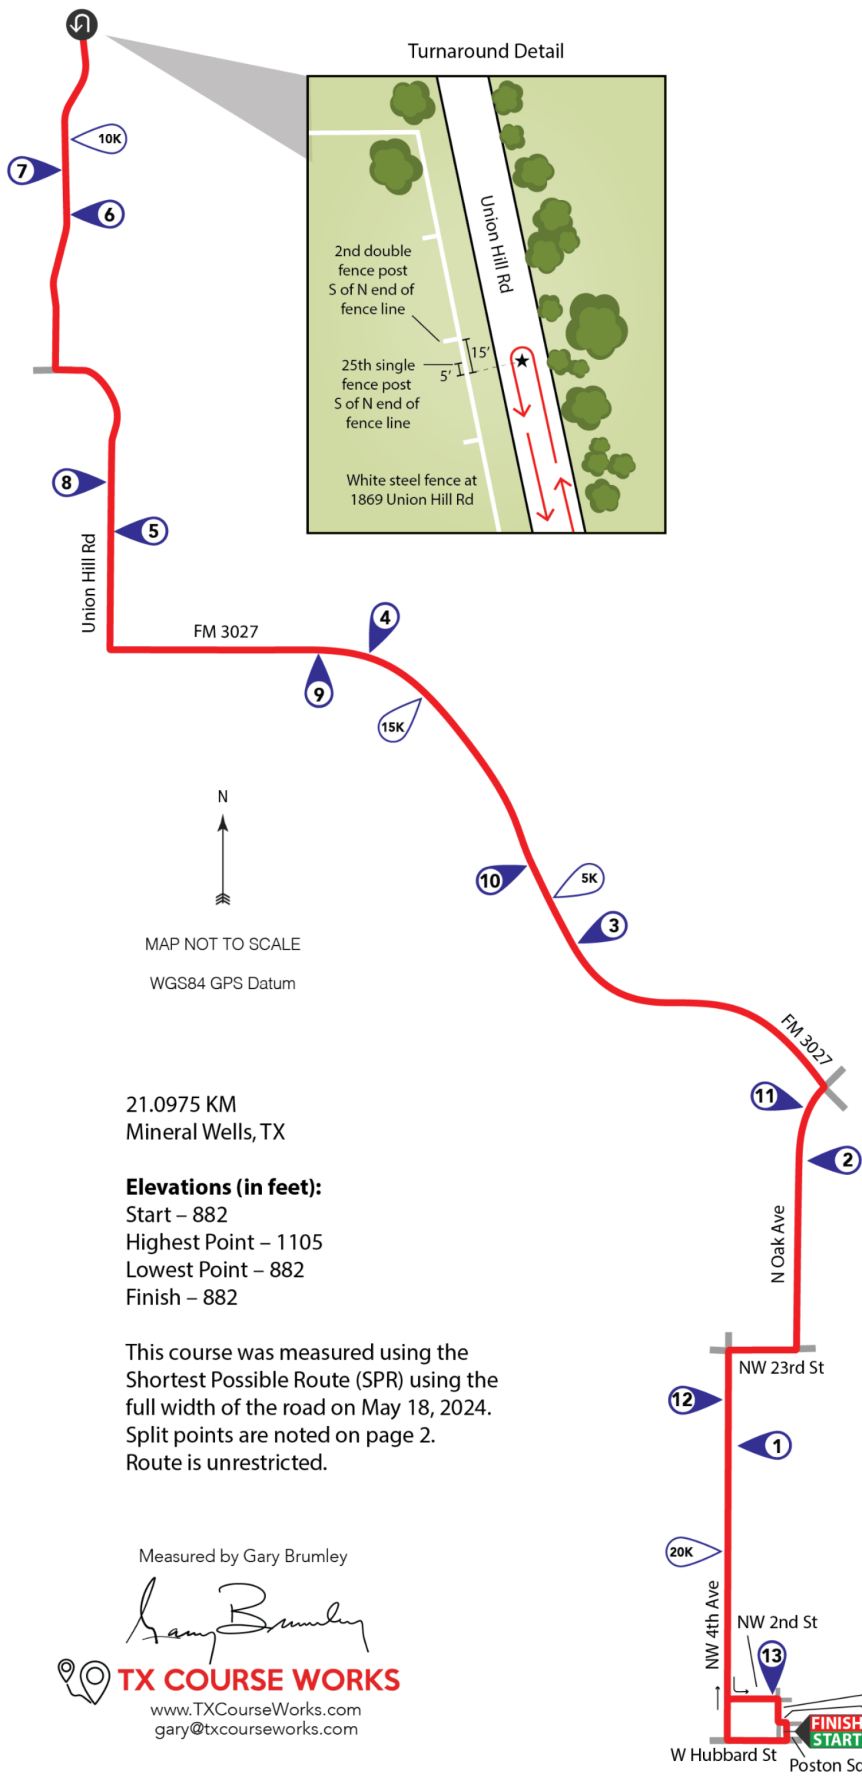 Turnaround Detail
10K
7
6
Union Hill Rd
2nd double
fence post
S of N end of
fence line
15'
5'
25th single
fence post
S of N end of
fence line
White steel fence at
1869 Union Hill Rd
8
5
Union Hill Rd
FM 3027
4
9
15K
N
MAP NOT TO SCALE
WGS84 GPS Datum
10
5K
3
FM 3027
11
2
N Oak Ave
21.0975 KM
Mineral Wells, TX
Elevations (in feet):
Start – 882
Highest Point – 1105
Lowest Point – 882
Finish – 882
This course was measured using the
Shortest Possible Route (SPR) using the
full width of the road on May 18, 2024.
Split points are noted on page 2.
Route is unrestricted.
NW 23rd St
12
1
20K
NW 4th Ave
NW 2nd St
13
FINISH
START
W Hubbard St
Poston Sq
Measured by Gary Brumley
Gary Brumley
TX COURSE WORKS
www.TXCourseWorks.com
gary@txcourseworks.com